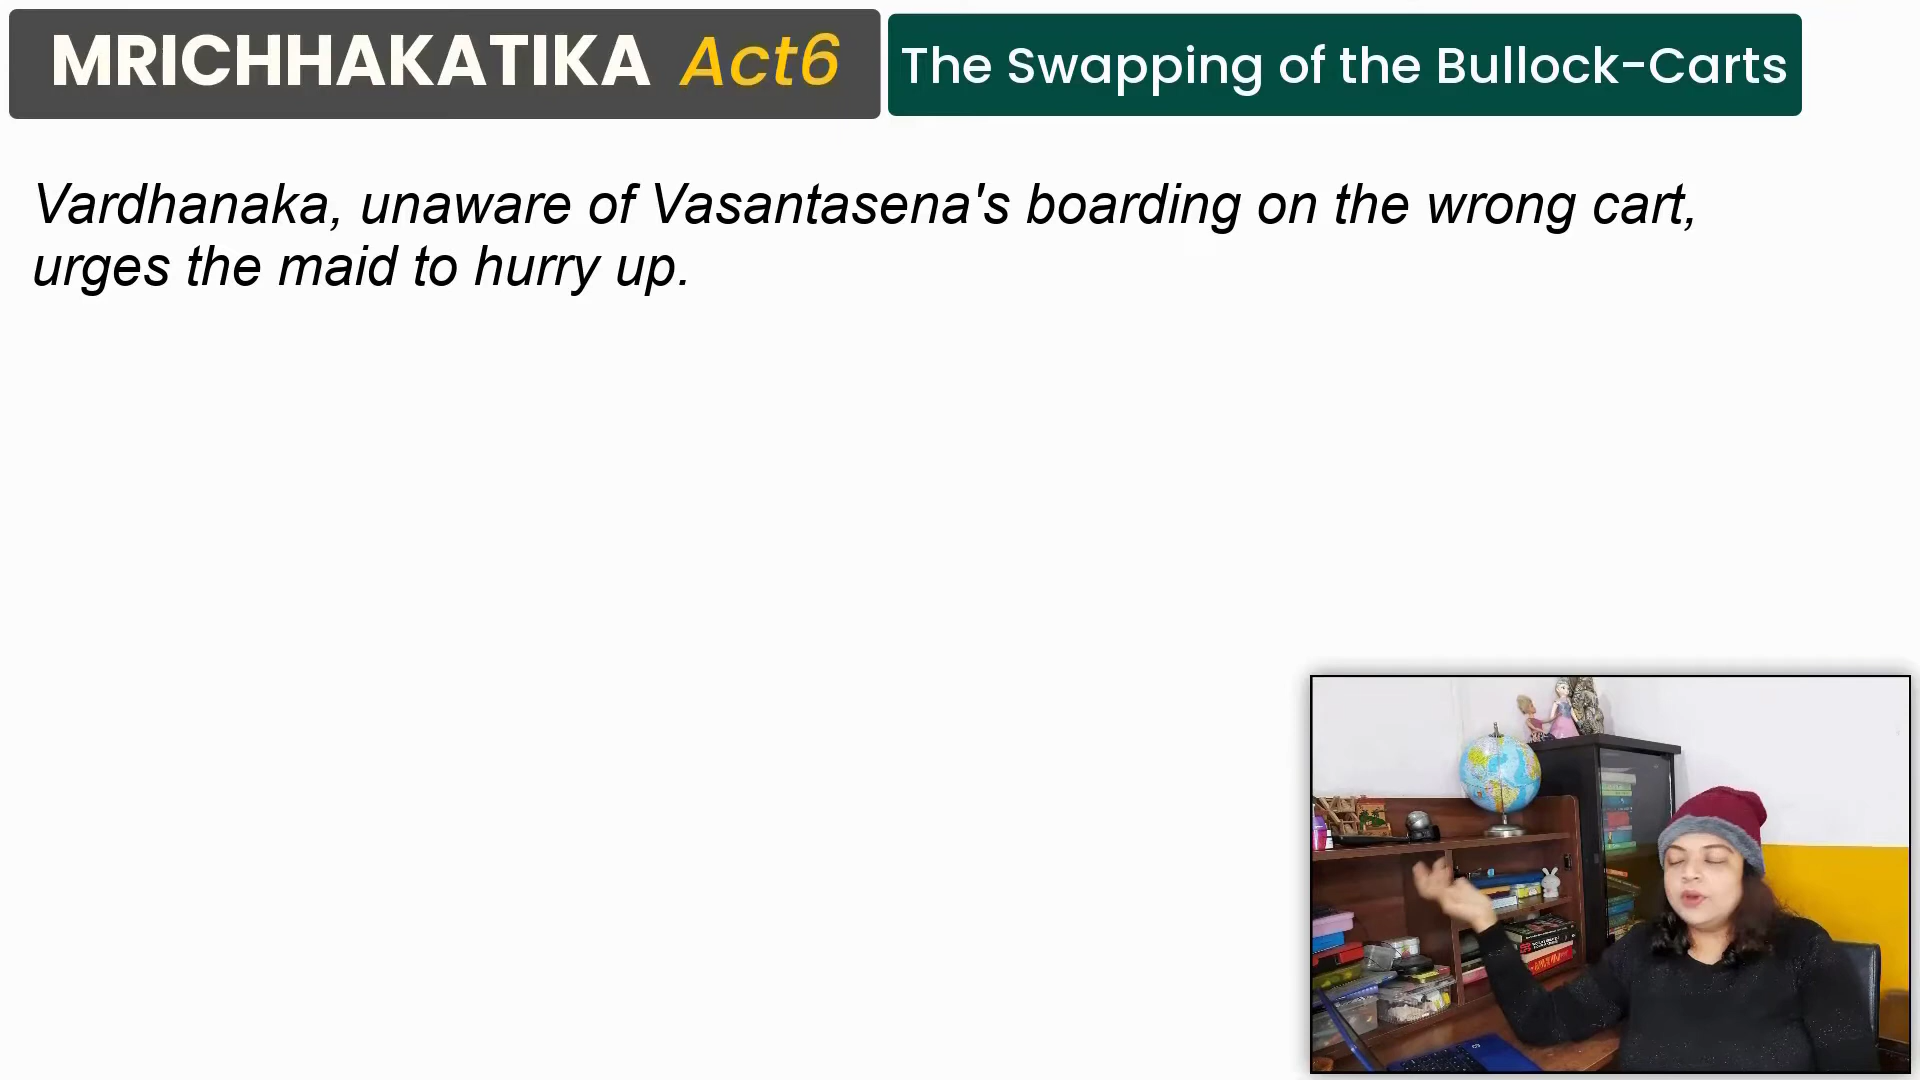 MRICHHAKATIKA Act6
The Swapping of the Bullock-Carts
Vardhanaka, unaware of Vasantasena's boarding on the wrong cart,
urges the maid to hurry up.